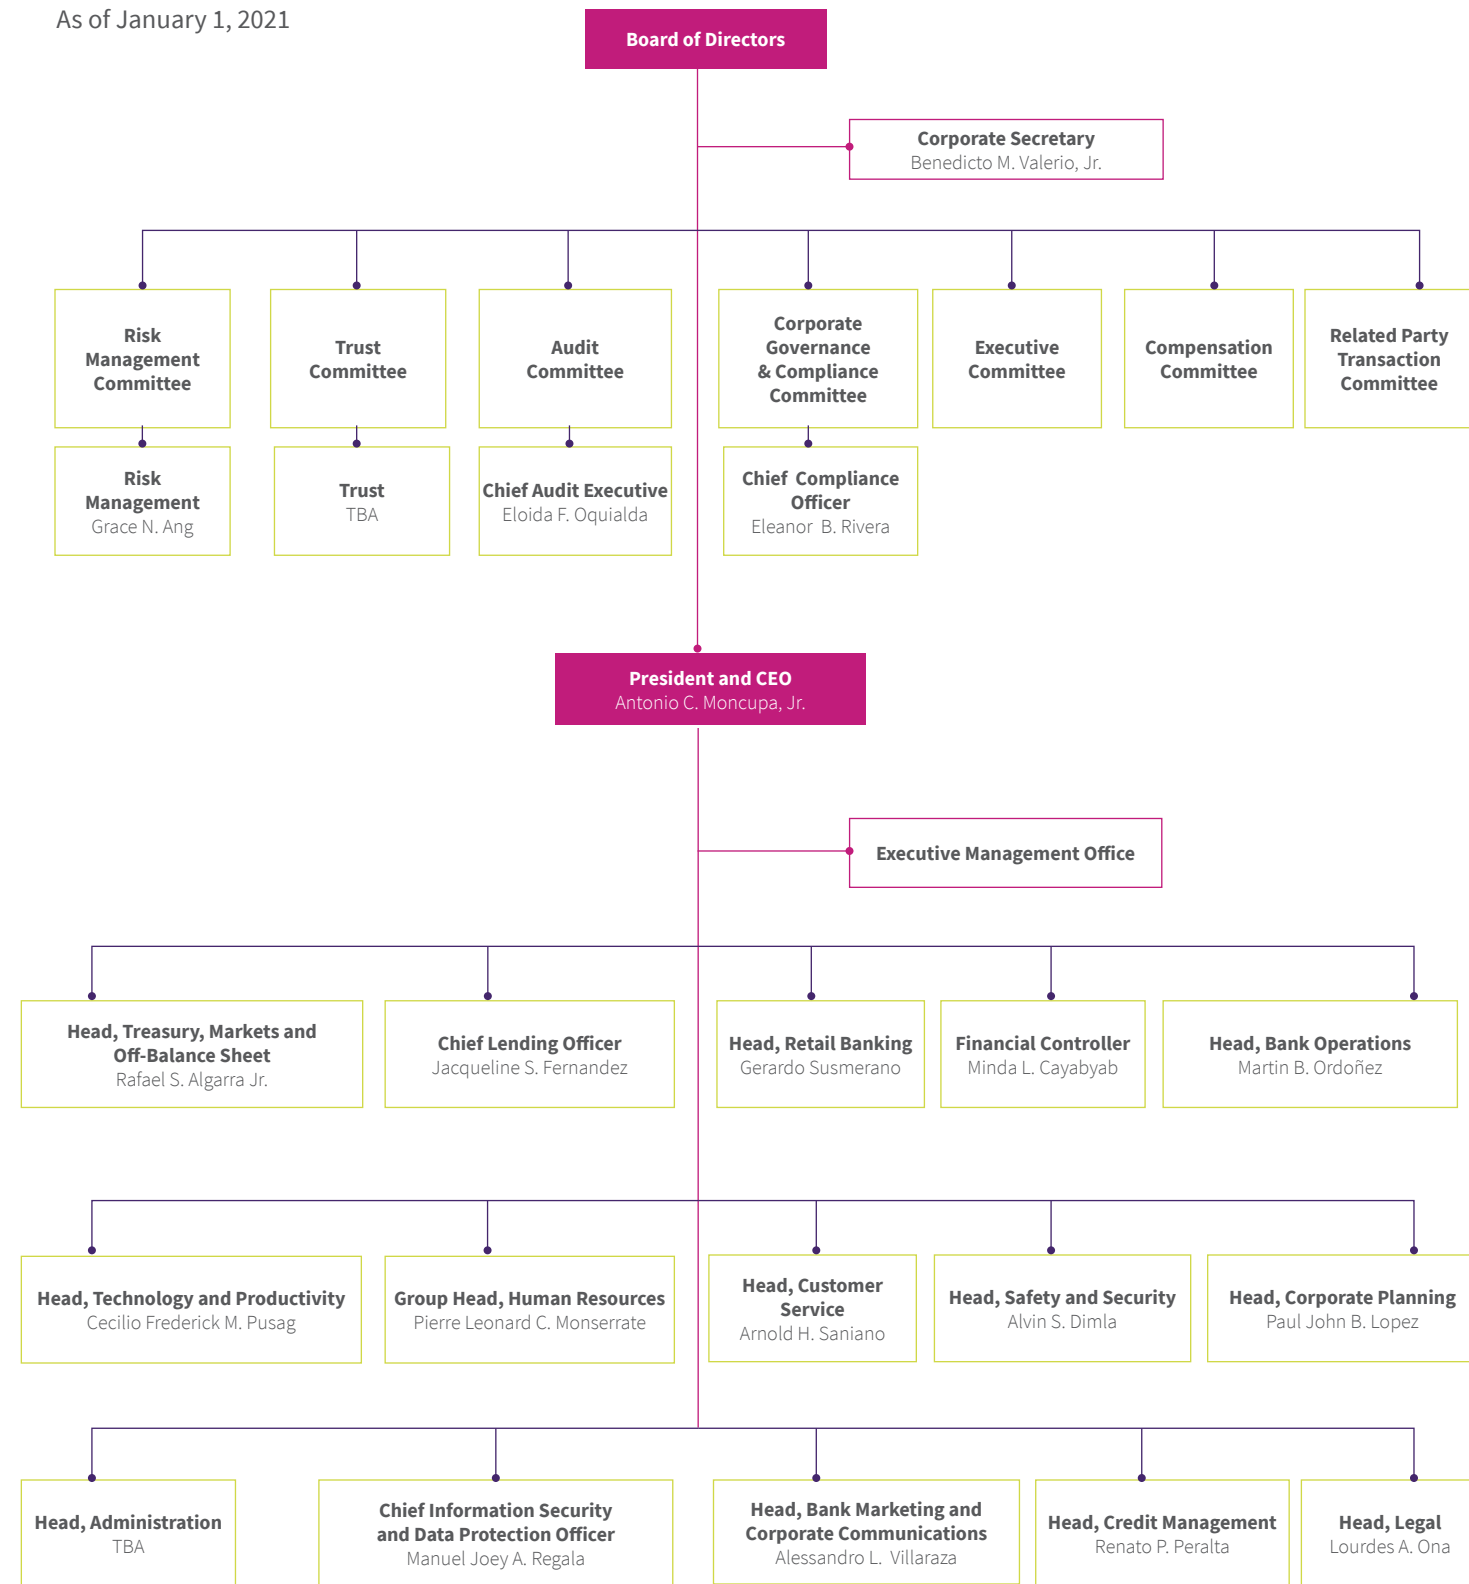 As of January 1, 2021
Board of Directors
Corporate Secretary
Benedicto M. Valerio, Jr.
Risk
Management
Committee
Trust
Committee
Audit
Committee
Corporate
Governance
& Compliance
Committee
Executive
Committee
Compensation
Committee
Related Party
Transaction
Committee
Risk
Management
Grace N. Ang
Trust
TBA
Chief Audit Executive
Eloida F. Oquialda
Chief Compliance
Officer
Eleanor B. Rivera
President and CEO
Antonio C. Moncupa, Jr.
Executive Management Office
Head, Treasury, Markets and
Off-Balance Sheet
Rafael S. Algarra Jr.
Chief Lending Officer
Jacqueline S. Fernandez
Head, Retail Banking
Gerardo Susmerano
Financial Controller
Minda L. Cayabyab
Head, Bank Operations
Martin B. Ordoñez
Head, Technology and Productivity
Cecilio Frederick M. Pusag
Group Head, Human Resources
Pierre Leonard C. Monserrate
Head, Customer
Service
Arnold H. Saniano
Head, Safety and Security
Alvin S. Dimla
Head, Corporate Planning
Paul John B. Lopez
Head, Administration
TBA
Chief Information Security
and Data Protection Officer
Manuel Joey A. Regala
Head, Bank Marketing and
Corporate Communications
Alessandro L. Villaraza
Head, Credit Management
Renato P. Peralta
Head, Legal
Lourdes A. Ona